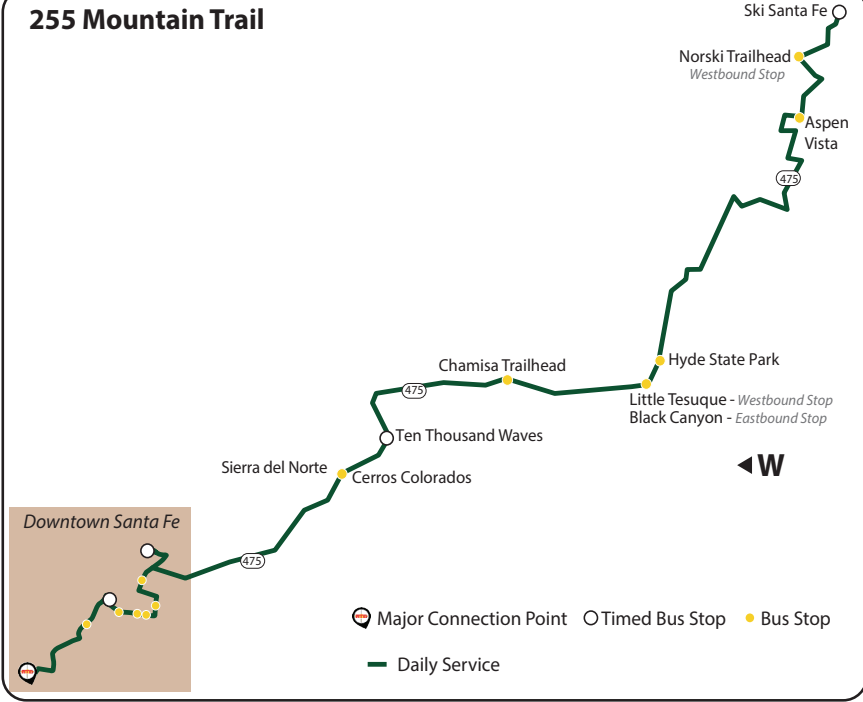 255 Mountain Trail
Ski Santa Fe
Norski Trailhead
Westbound Stop
Aspen
Vista
475
Hyde State Park
Chamisa Trailhead
475
Little Tesuque - Westbound Stop
Black Canyon - Eastbound Stop
Ten Thousand Waves
W
Sierra del Norte
Cerros Colorados
Downtown Santa Fe
475
Major Connection Point
Timed Bus Stop
Bus Stop
Daily Service